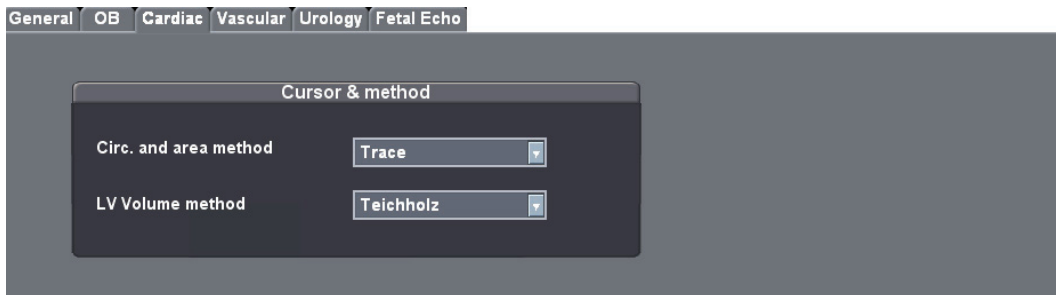 General OB Cardiac Vascular Urology Fetal Echo
Cursor & method
Circ. and area method Trace
LV Volume method Teichholz